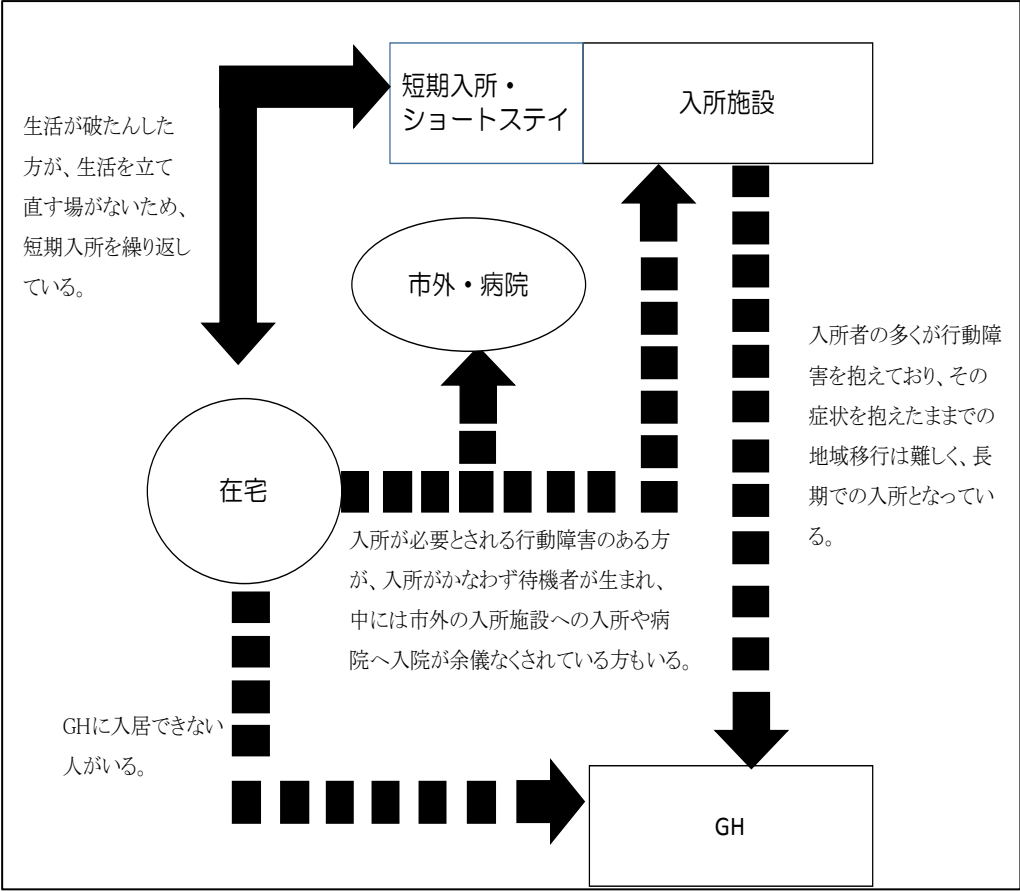 短期入所・
ショートステイ
入所施設
生活が破たんした
方が、生活を立て
直す場がないため、
短期入所を繰り返し
ている。
市外・病院
入所者の多くが行動障
害を抱えており、その
症状を抱えたままでの
地域移行は難しく、長
期での入所となってい
る。
在宅
入所が必要とされる行動障害のある方
が、入所がかなわず待機者が生まれ、
中には市外の入所施設への入所や病
院へ入院が余儀なくされている方もいる。
GHに入居できない
人がいる。
GH